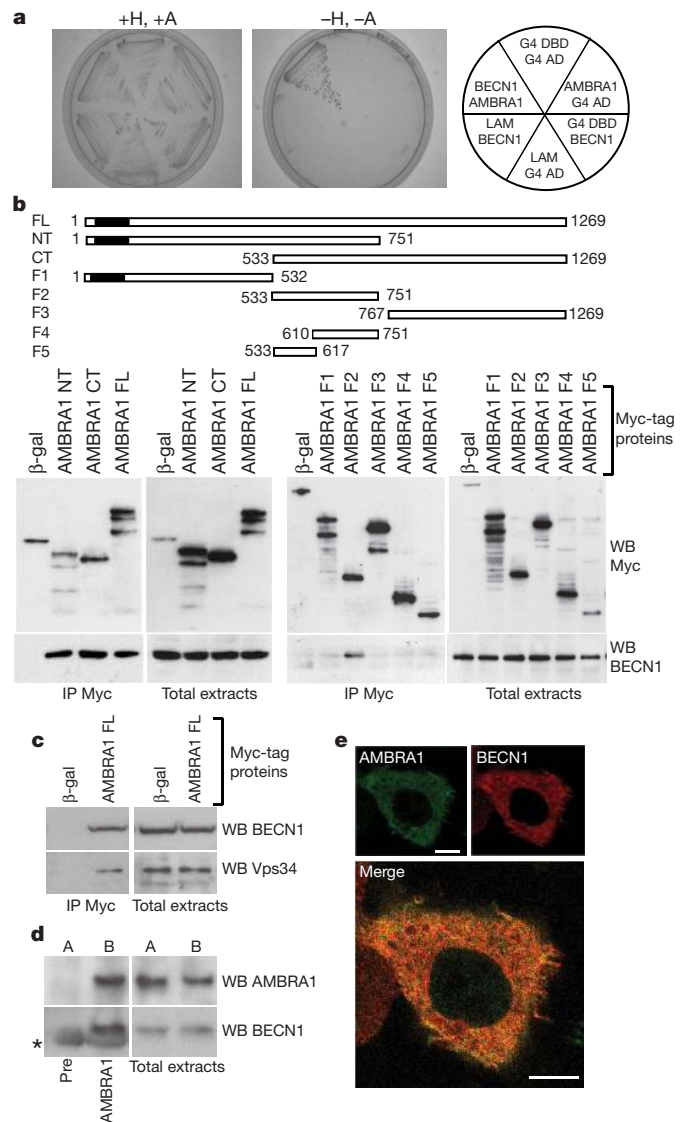 a
+H, +A
–H, –A
G4 DBD
G4 AD
BECN1
AMBRA1
AMBRA1
G4 AD
LAM
BECN1
G4 DBD
BECN1
LAM
G4 AD
b
FL 1 1269
NT 1 751
CT 533 1269
F1 1 532
F2 533 751
F3 767 1269
F4 610 751
F5 533 617
β-gal
AMBRA1 NT
AMBRA1 CT
AMBRA1 FL
β-gal
AMBRA1 NT
AMBRA1 CT
AMBRA1 FL
β-gal
AMBRA1 F1
AMBRA1 F2
AMBRA1 F3
AMBRA1 F4
AMBRA1 F5
β-gal
AMBRA1 F1
AMBRA1 F2
AMBRA1 F3
AMBRA1 F4
AMBRA1 F5
Myc-tag
proteins
WB
Myc
WB
BECN1
IP Myc
Total extracts
IP Myc
Total extracts
c
β-gal
AMBRA1 FL
β-gal
AMBRA1 FL
Myc-tag
proteins
WB BECN1
WB Vps34
IP Myc
Total extracts
d
A B A B
WB AMBRA1
WB BECN1
*
Pre
AMBRA1
Total extracts
e
AMBRA1
BECN1
Merge